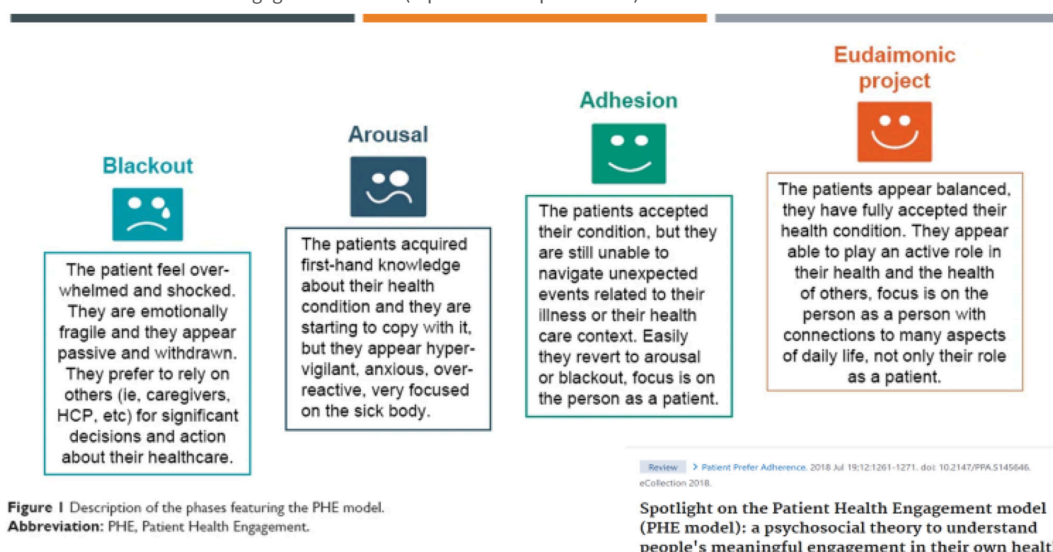 Blackout
The patient feel over-
whelmed and shocked.
They are emotionally
fragile and they appear
passive and withdrawn.
They prefer to rely on
others (ie, caregivers,
HCP, etc) for significant
decisions and action
about their healthcare.
Arousal
The patients acquired
first-hand knowledge
about their health
condition and they are
starting to copy with it,
but they appear hyper-
vigilant, anxious, over-
reactive, very focused
on the sick body.
Adhesion
The patients accepted
their condition, but they
are still unable to
navigate unexpected
events related to their
illness or their health
care context. Easily
they revert to arousal
or blackout, focus is on
the person as a patient.
Eudaimonic
project
The patients appear balanced,
they have fully accepted their
health condition. They appear
able to play an active role in
their health and the health
of others, focus is on the
person as a person with
connections to many aspects
of daily life, not only their role
as a patient.
Figure 1 Description of the phases featuring the PHE model.
Abbreviation: PHE, Patient Health Engagement.
Review > Patient Prefer Adherence. 2018 Jul 19:12:1261-1271. doi: 10.2147/PPA.S145646.
eCollection 2018.
Spotlight on the Patient Health Engagement model
(PHE model): a psychosocial theory to understand
people's meaningful engagement in their own health